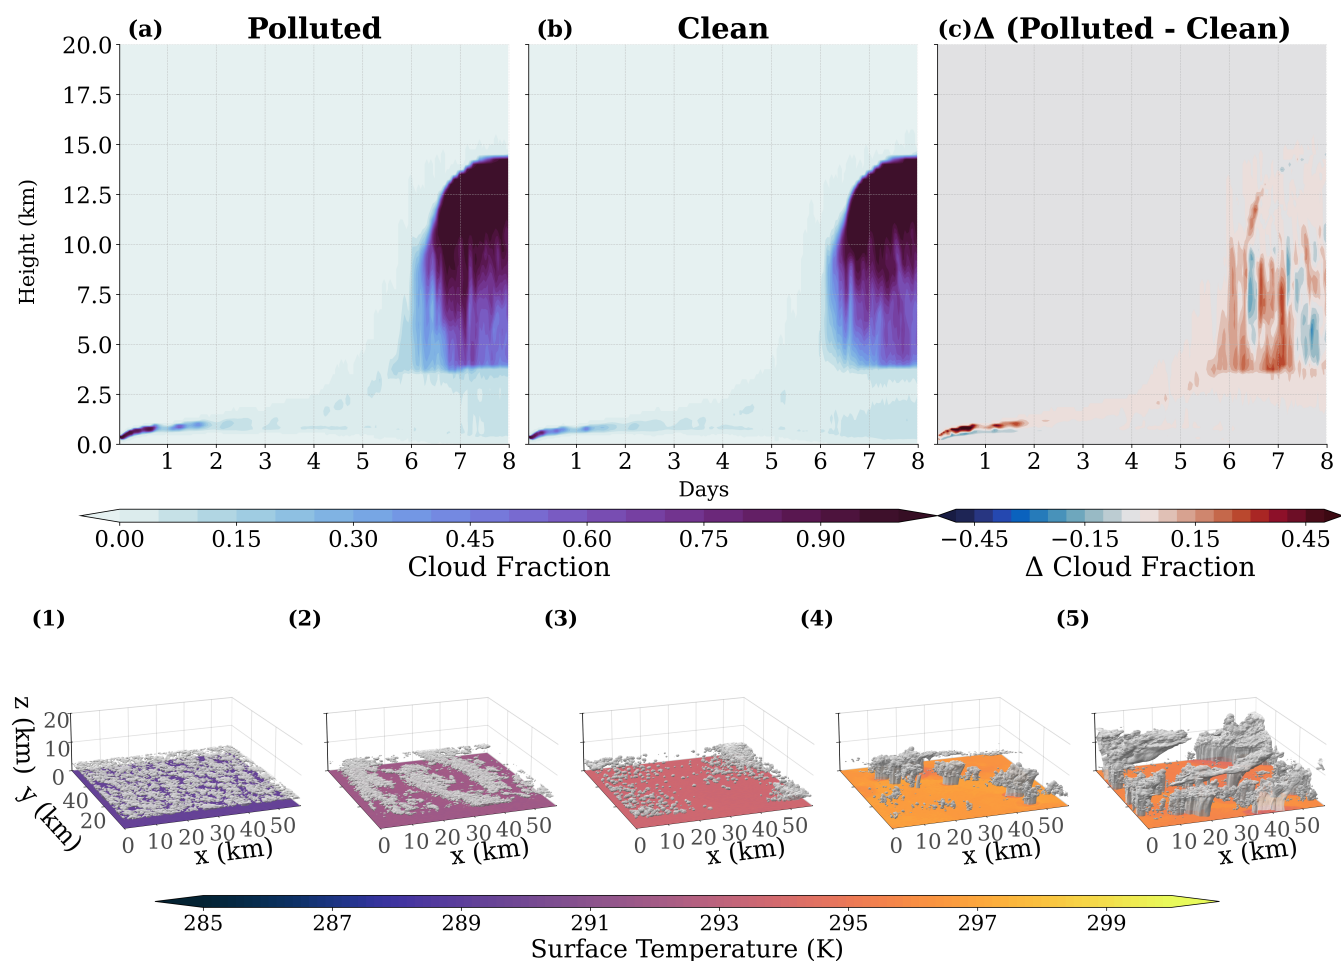 (a) Polluted
(b) Clean
(c) Δ (Polluted - Clean)
20.0
17.5
15.0
12.5
10.0
7.5
5.0
2.5
0.0
Height (km)
1 2 3 4 5 6 7 8
1 2 3 4 5 6 7 8
1 2 3 4 5 6 7 8
Days
0.00 0.15 0.30 0.45 0.60 0.75 0.90
Cloud Fraction
−0.45 −0.15 0.15 0.45
Δ Cloud Fraction
(1) (2) (3) (4) (5)
20
10
0
z (km)
40
20
y (km)
0 10 20 30 40 50
x (km)
0 10 20 30 40 50
x (km)
0 10 20 30 40 50
x (km)
0 10 20 30 40 50
x (km)
0 10 20 30 40 50
x (km)
285 287 289 291 293 295 297 299
Surface Temperature (K)